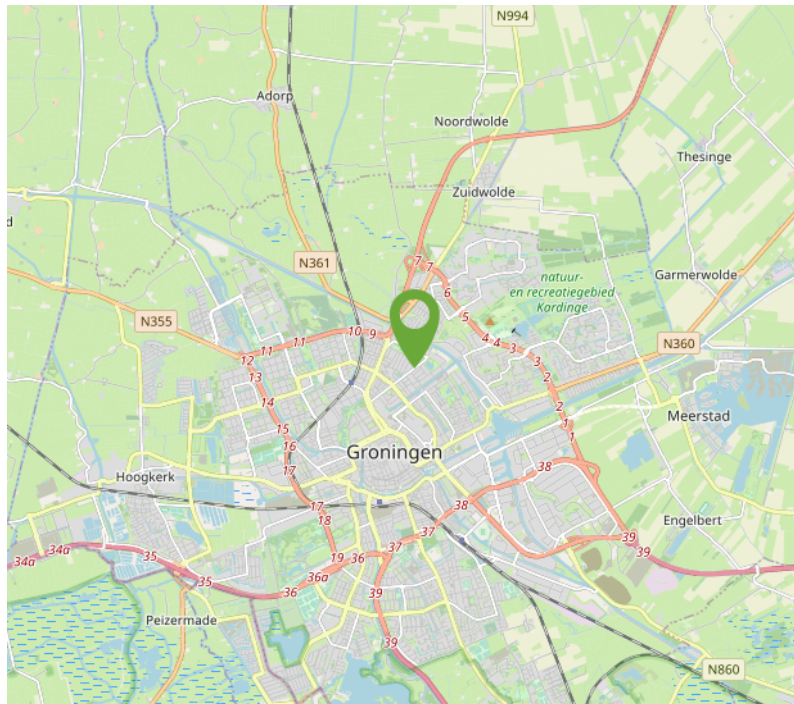 N994
Adorp
Noordwolde
Thesinge
Zuidwolde
d
N361
7
7
natuur-
en recreatiegebied
Kardinge
Garmerwolde
6
N355
5
10
9
11
11
4
4
3
N360
12
3
13
2
14
2
Meerstad
15
1
16
1
Groningen
17
38
Hoogkerk
17
38
18
Engelbert
37
39
34a
34a
35
19
36
37
39
35
36
36a
39
Peizermade
39
N860